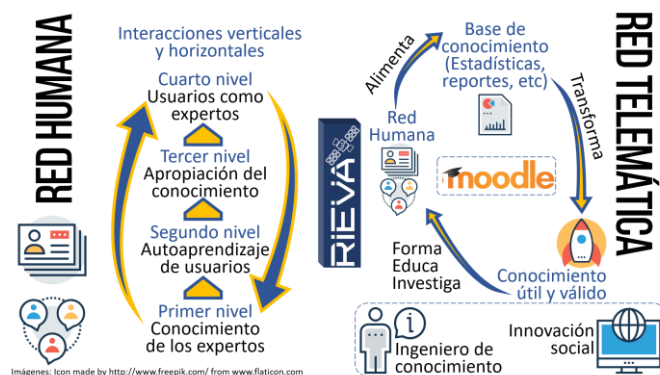 RED HUMANA
Interacciones verticales
y horizontales
Cuarto nivel
Usuarios como
expertos
Tercer nivel
Apropiación del
conocimiento
Segundo nivel
Autoaprendizaje
de usuarios
Primer nivel
Conocimiento
de los expertos
Imágenes: Icon made by http://www.freepik.com/ from www.flaticon.com
RiEVA
Alimenta
Base de
conocimiento
(Estadísticas,
reportes, etc)
Red
Humana
Transforma
moodle
Forma
Educa
Investiga
Conocimiento
útil y válido
Ingeniero de
conocimiento
Innovación
social
RED TELEMÁTICA